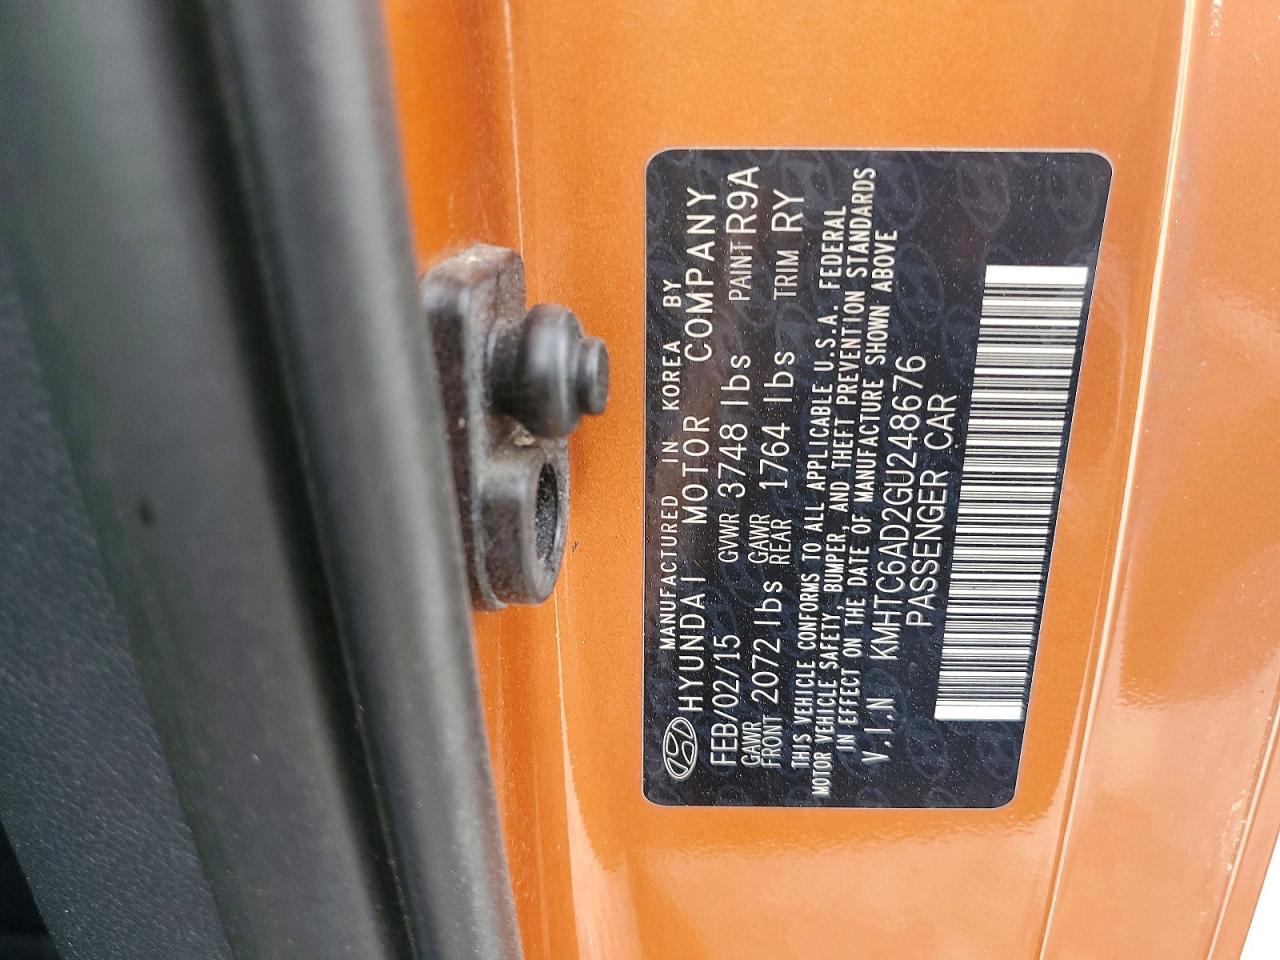 MANUFACTURED IN KOREA BY
HYUNDAI MOTOR COMPANY
FEB/02/15 GVWR 3748 lbs PAINT R9A
GAWR FRONT 2072 lbs GAWR REAR 1764 lbs TRIM RY
THIS VEHICLE CONFORMS TO ALL APPLICABLE U.S.A. FEDERAL
MOTOR VEHICLE SAFETY, BUMPER, AND THEFT PREVENTION STANDARDS
IN EFFECT ON THE DATE OF MANUFACTURE SHOWN ABOVE
V.I.N KMHTC6AD2GU248676
PASSENGER CAR